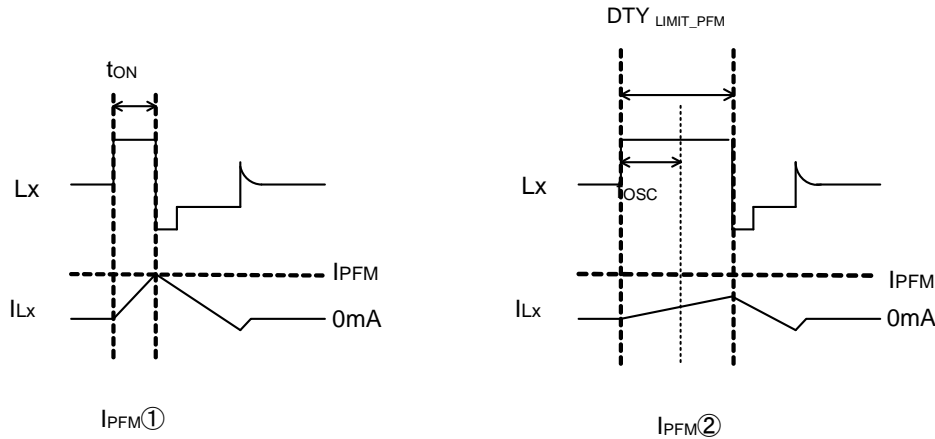 DTY LIMIT_PFM
tON
Lx
Lx
OSC
IPFM
IPFM
ILx
0mA
ILx
0mA
IPFM①
IPFM②